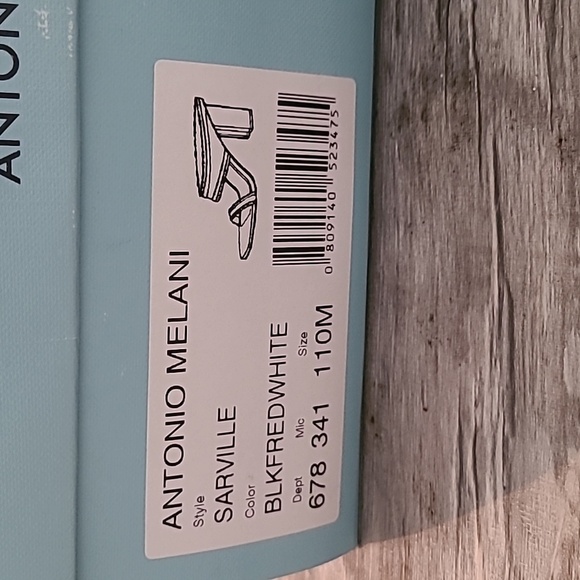 ANTON
ANTONIO MELANI
Style
SARVILLE
Color
BLKFREDWHITE
Dept Mic Size
678 341 110M
0 809140 523475